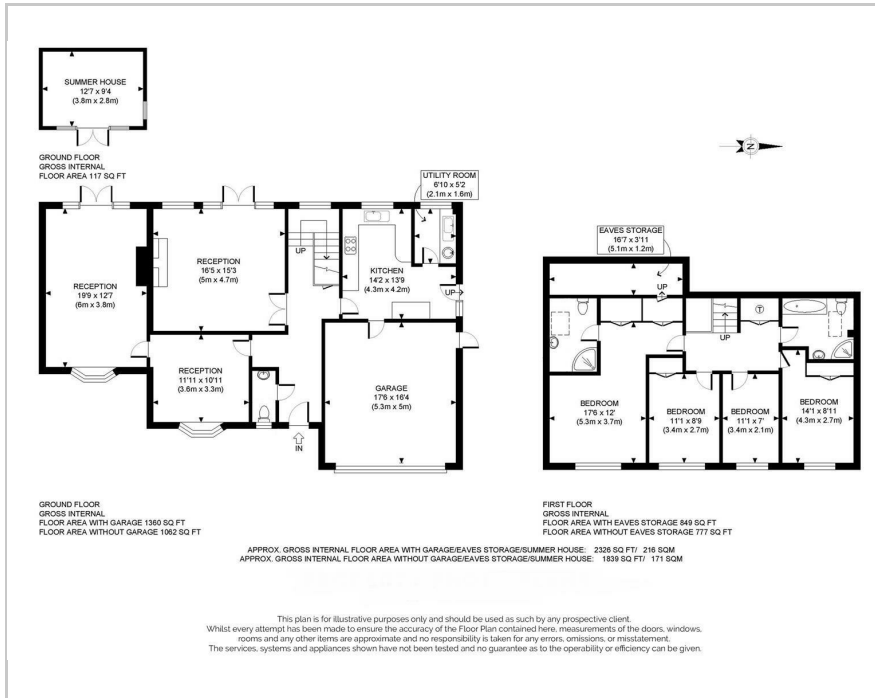 SUMMER HOUSE
12'7 x 9'4
(3.8m x 2.8m)
GROUND FLOOR
GROSS INTERNAL
FLOOR AREA 117 SQ FT
N
UTILITY ROOM
6'10 x 5'2
(2.1m x 1.6m)
RECEPTION
19'9 x 12'7
(6m x 3.8m)
RECEPTION
16'5 x 15'3
(5m x 4.7m)
UP
KITCHEN
14'2 x 13'9
(4.3m x 4.2m)
UP
RECEPTION
11'11 x 10'11
(3.6m x 3.3m)
GARAGE
17'6 x 16'4
(5.3m x 5m)
IN
EAVES STORAGE
16'7 x 3'11
(5.1m x 1.2m)
UP
UP
T
BEDROOM
17'6 x 12'
(5.3m x 3.7m)
BEDROOM
11'1 x 8'9
(3.4m x 2.7m)
BEDROOM
11'1 x 7'
(3.4m x 2.1m)
BEDROOM
14'1 x 8'11
(4.3m x 2.7m)
GROUND FLOOR
GROSS INTERNAL
FLOOR AREA WITH GARAGE 1360 SQ FT
FLOOR AREA WITHOUT GARAGE 1062 SQ FT
FIRST FLOOR
GROSS INTERNAL
FLOOR AREA WITH EAVES STORAGE 849 SQ FT
FLOOR AREA WITHOUT EAVES STORAGE 777 SQ FT
APPROX. GROSS INTERNAL FLOOR AREA WITH GARAGE/EAVES STORAGE/SUMMER HOUSE: 2326 SQ FT/ 216 SQM
APPROX. GROSS INTERNAL FLOOR AREA WITHOUT GARAGE/EAVES STORAGE/SUMMER HOUSE: 1839 SQ FT/ 171 SQM
This plan is for illustrative purposes only and should be used as such by any prospective client.
Whilst every attempt has been made to ensure the accuracy of the Floor Plan contained here, measurements of the doors, windows,
rooms and any other items are approximate and no responsibility is taken for any errors, omissions, or misstatement.
The services, systems and appliances shown have not been tested and no guarantee as to the operability or efficiency can be given.